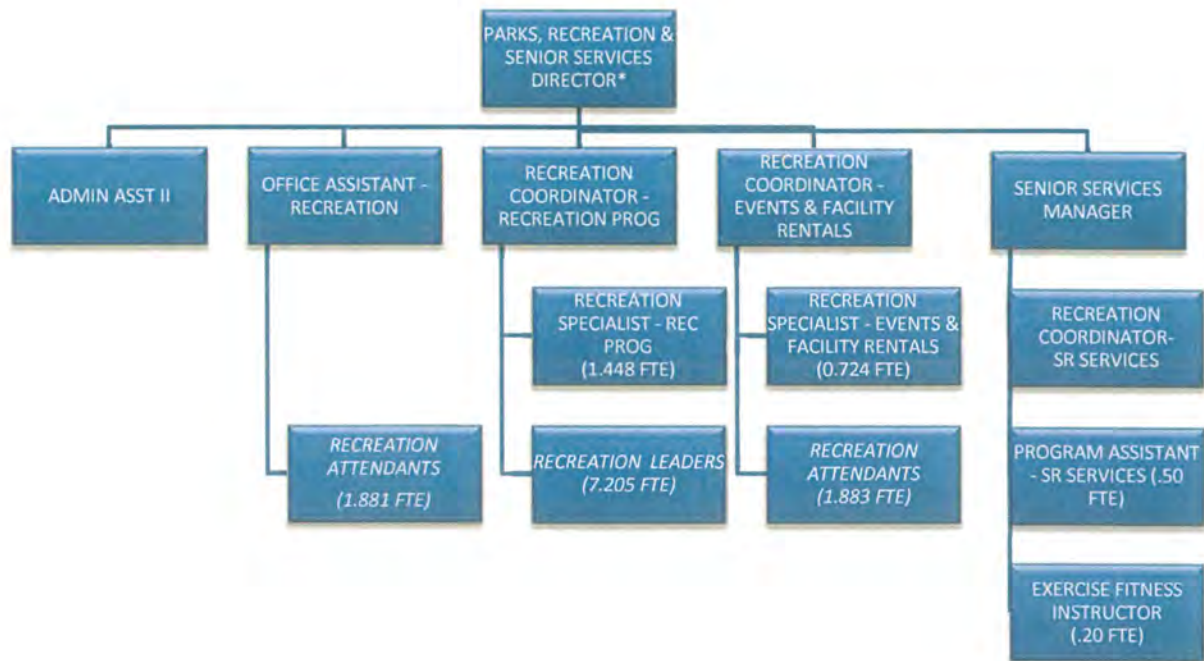 PARKS, RECREATION &
SENIOR SERVICES
DIRECTOR*
ADMIN ASST II
OFFICE ASSISTANT -
RECREATION
RECREATION
COORDINATOR -
RECREATION PROG
RECREATION
COORDINATOR -
EVENTS & FACILITY
RENTALS
SENIOR SERVICES
MANAGER
RECREATION
SPECIALIST - REC
PROG
(1.448 FTE)
RECREATION
SPECIALIST - EVENTS &
FACILITY RENTALS
(0.724 FTE)
RECREATION
COORDINATOR-
SR SERVICES
RECREATION
ATTENDANTS
(1.881 FTE)
RECREATION LEADERS
(7.205 FTE)
RECREATION
ATTENDANTS
(1.883 FTE)
PROGRAM ASSISTANT
- SR SERVICES (.50
FTE)
EXERCISE FITNESS
INSTRUCTOR
(.20 FTE)